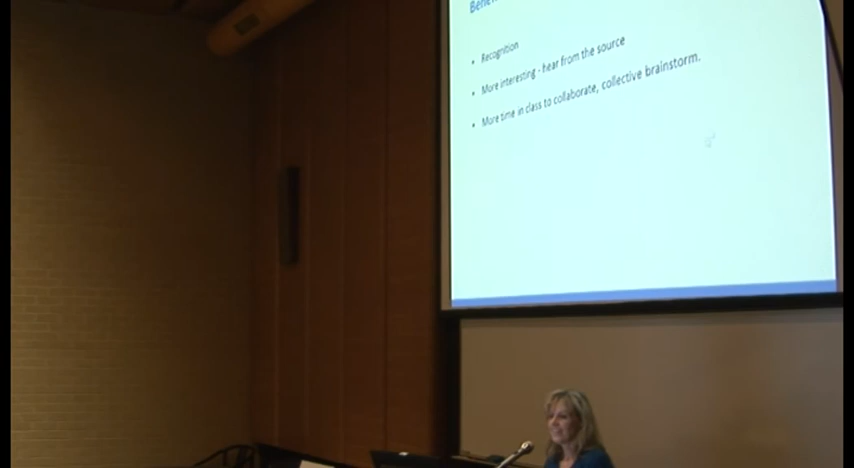 • Recognition
• More interesting - hear from the source
• More time in class to collaborate, collective brainstorm.